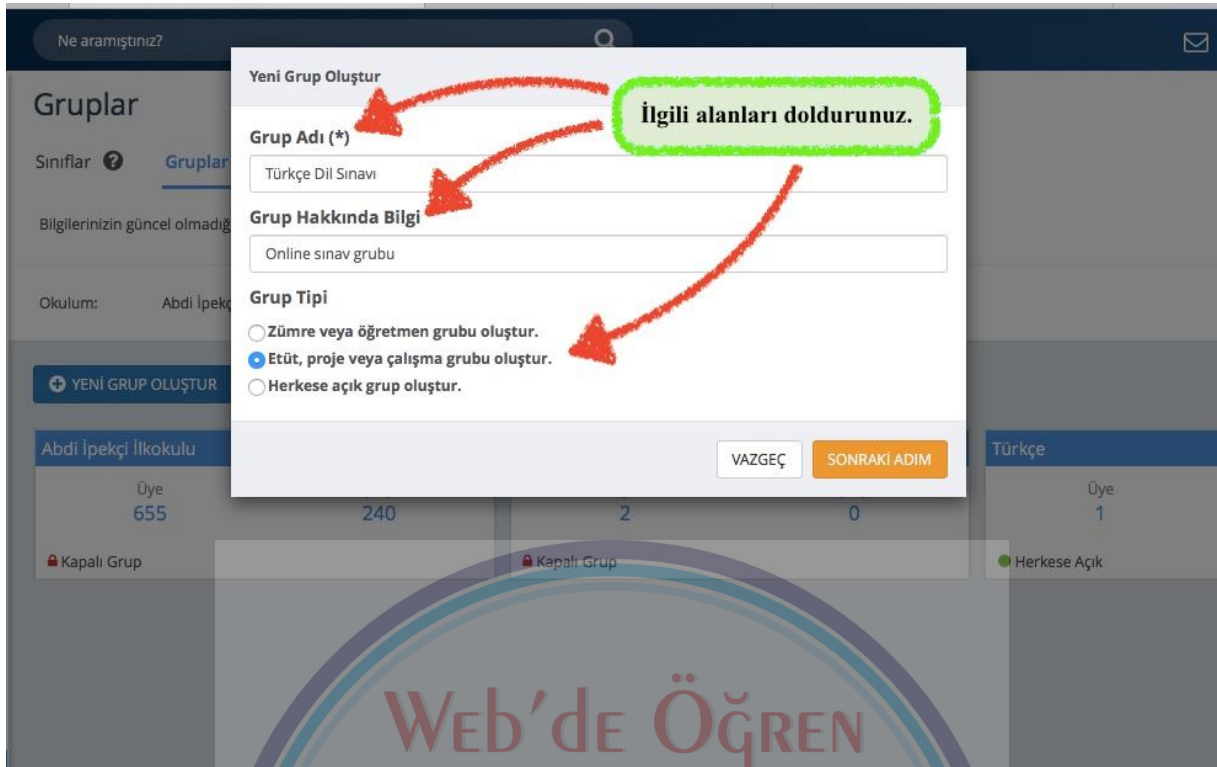 Ne aramıştınız?
Yeni Grup Oluştur
İlgili alanları doldurunuz.
Gruplar
Grup Adı (*)
Sınıflar ? Gruplar
Türkçe Dil Sınavı
Bilgilerinizin güncel olmadığ
Grup Hakkında Bilgi
Online sınav grubu
Okulum: Abdi İpekç
Grup Tipi
Zümre veya öğretmen grubu oluştur.
Etüt, proje veya çalışma grubu oluştur.
Herkese açık grup oluştur.
YENİ GRUP OLUŞTUR
VAZGEÇ SONRAKİ ADIM
Abdi İpekçi İlkokulu Türkçe
Üye Üye
655 240 2 0 1
Kapalı Grup Kapalı Grup Herkese Açık
Web'de Öğren